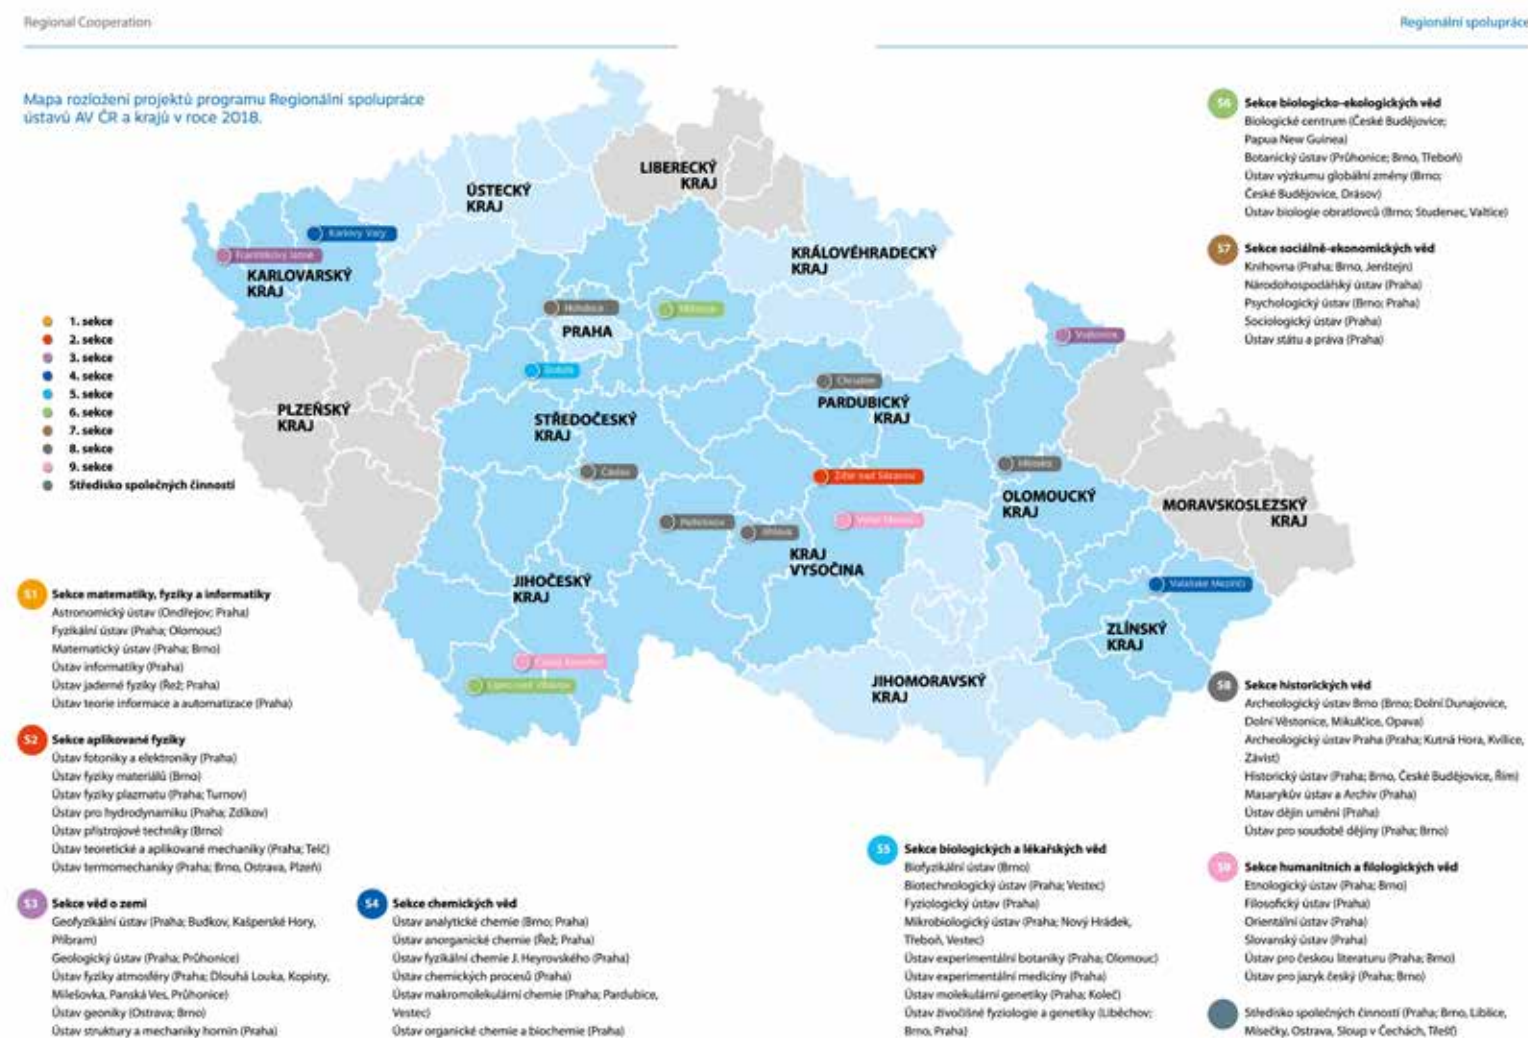 Regional Cooperation
Regionální spolupráce
Mapa rozložení projektů programu Regionální spolupráce
ústavů AV ČR a krajů v roce 2018.
LIBERECKÝ
KRAJ
ÚSTECKÝ
KRAJ
Karlovy Vary
Františkovy Lázně
KARLOVARSKÝ
KRAJ
KRÁLOVÉHRADECKÝ
KRAJ
PRAHA
Vidnava
Chrudim
PARDUBICKÝ
KRAJ
PLZEŇSKÝ
KRAJ
STŘEDOČESKÝ
KRAJ
Žďár nad Sázavou
OLOMOUCKÝ
KRAJ
MORAVSKOSLEZSKÝ
KRAJ
Pelhřimov
Jihlava
KRAJ
VYSOČINA
JIHOČESKÝ
KRAJ
Valašské Meziříčí
ZLÍNSKÝ
KRAJ
Český Krumlov
JIHOMORAVSKÝ
KRAJ
1. sekce
2. sekce
3. sekce
4. sekce
5. sekce
6. sekce
7. sekce
8. sekce
9. sekce
Středisko společných činností
S1 Sekce matematiky, fyziky a informatiky
Astronomický ústav (Ondřejov; Praha)
Fyzikální ústav (Praha; Olomouc)
Matematický ústav (Praha; Brno)
Ústav informatiky (Praha)
Ústav jaderné fyziky (Řež; Praha)
Ústav teorie informace a automatizace (Praha)
S2 Sekce aplikované fyziky
Ústav fotoniky a elektroniky (Praha)
Ústav fyziky materiálů (Brno)
Ústav fyziky plazmatu (Praha; Turnov)
Ústav pro hydrodynamiku (Praha; Zdíkov)
Ústav přístrojové techniky (Brno)
Ústav teoretické a aplikované mechaniky (Praha; Telč)
Ústav termomechaniky (Praha; Brno, Ostrava, Plzeň)
S3 Sekce věd o zemi
Geofyzikální ústav (Praha; Budkov, Kašperské Hory,
Příbram)
Geologický ústav (Praha; Průhonice)
Ústav fyziky atmosféry (Praha; Dlouhá Louka, Kopisty,
Milešovka, Panská Ves, Průhonice)
Ústav geoniky (Ostrava; Brno)
Ústav struktury a mechaniky hornin (Praha)
S4 Sekce chemických věd
Ústav analytické chemie (Brno; Praha)
Ústav anorganické chemie (Řež; Praha)
Ústav fyzikální chemie J. Heyrovského (Praha)
Ústav chemických procesů (Praha)
Ústav makromolekulární chemie (Praha; Pardubice,
Vestec)
Ústav organické chemie a biochemie (Praha)
S5 Sekce biologických a lékařských věd
Biofyzikální ústav (Brno)
Biotechnologický ústav (Praha; Vestec)
Fyziologický ústav (Praha)
Mikrobiologický ústav (Praha; Nový Hrádek,
Třeboň, Vestec)
Ústav experimentální botaniky (Praha; Olomouc)
Ústav experimentální medicíny (Praha)
Ústav molekulární genetiky (Praha; Koleč)
Ústav živočišné fyziologie a genetiky (Liběchov;
Brno, Praha)
S6 Sekce biologicko-ekologických věd
Biologické centrum (České Budějovice;
Papua New Guinea)
Botanický ústav (Průhonice; Brno, Třeboň)
Ústav výzkumu globální změny (Brno;
České Budějovice, Drásov)
Ústav biologie obratlovců (Brno; Studenec, Valtice)
S7 Sekce sociálně-ekonomických věd
Knihovna (Praha; Brno, Jenštejn)
Národohospodářský ústav (Praha)
Psychologický ústav (Brno; Praha)
Sociologický ústav (Praha)
Ústav státu a práva (Praha)
S8 Sekce historických věd
Archeologický ústav Brno (Brno; Dolní Dunajovice,
Dolní Věstonice, Mikulčice, Opava)
Archeologický ústav Praha (Praha; Kutná Hora, Kvílice,
Závist)
Historický ústav (Praha; Brno, České Budějovice, Řím)
Masarykův ústav a Archiv (Praha)
Ústav dějin umění (Praha)
Ústav pro soudobé dějiny (Praha; Brno)
S9 Sekce humanitních a filologických věd
Etnologický ústav (Praha; Brno)
Filosofický ústav (Praha)
Orientální ústav (Praha)
Slovanský ústav (Praha)
Ústav pro českou literaturu (Praha; Brno)
Ústav pro jazyk český (Praha; Brno)
Středisko společných činností (Praha; Brno, Liblice,
Mísečky, Ostrava, Sloup v Čechách, Třešť)